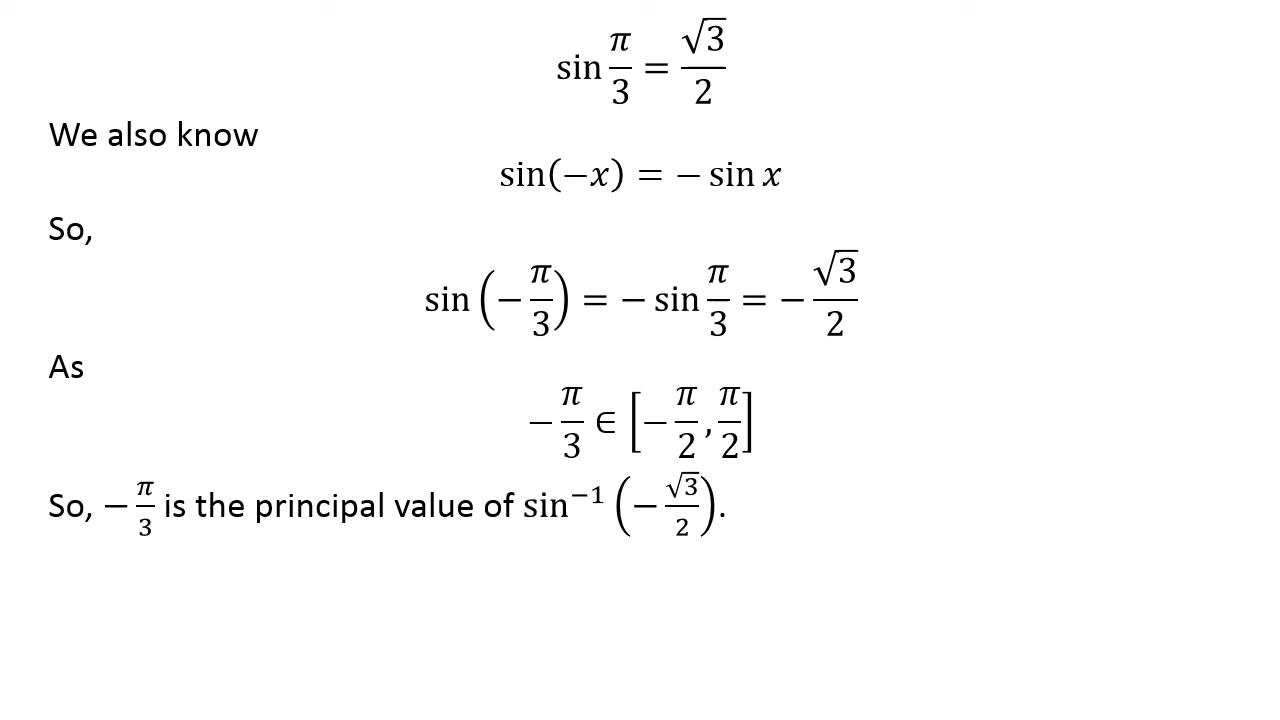 sin π/3 = √3/2
We also know
sin(−x) = − sin x
So,
sin (−π/3) = − sin π/3 = −√3/2
As
−π/3 ∈ [−π/2, π/2]
So, −π/3 is the principal value of sin⁻¹ (−√3/2).